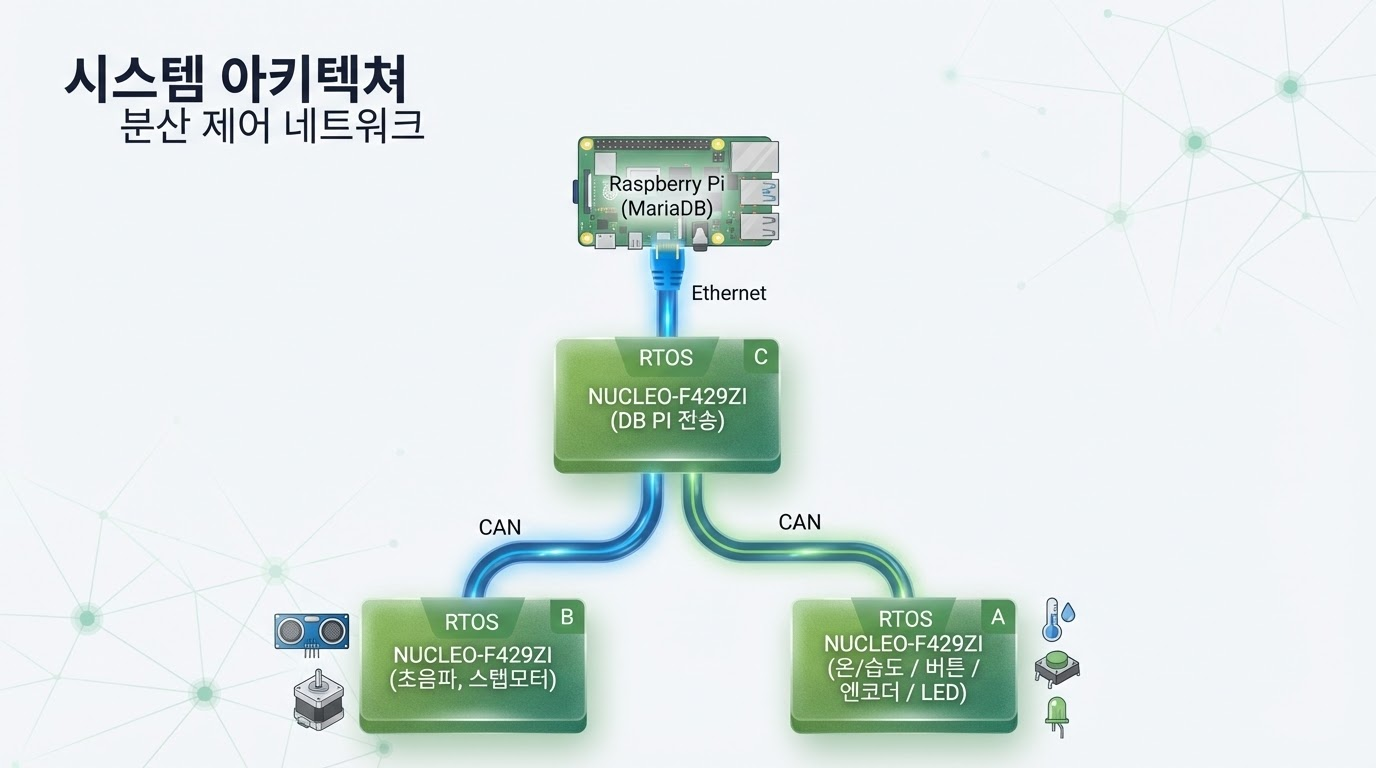 시스템 아키텍쳐
분산 제어 네트워크
Raspberry Pi
(MariaDB)
Ethernet
RTOS
C
NUCLEO-F429ZI
(DB PI 전송)
CAN
CAN
RTOS
B
NUCLEO-F429ZI
(초음파, 스탭모터)
RTOS
A
NUCLEO-F429ZI
(온/습도 / 버튼 /
엔코더 / LED)